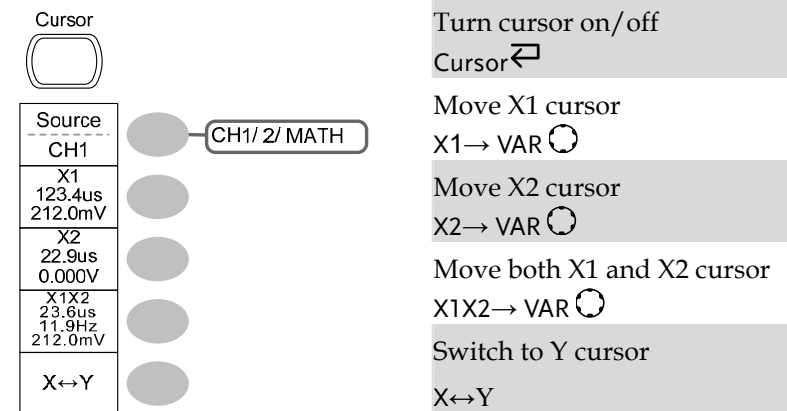 Cursor
Source
CH1
CH1/ 2/ MATH
X1
123.4us
212.0mV
X2
22.9us
0.000V
X1X2
23.6us
11.9Hz
212.0mV
X↔Y
Turn cursor on/off
Cursor
Move X1 cursor
X1→ VAR
Move X2 cursor
X2→ VAR
Move both X1 and X2 cursor
X1X2→ VAR
Switch to Y cursor
X↔Y